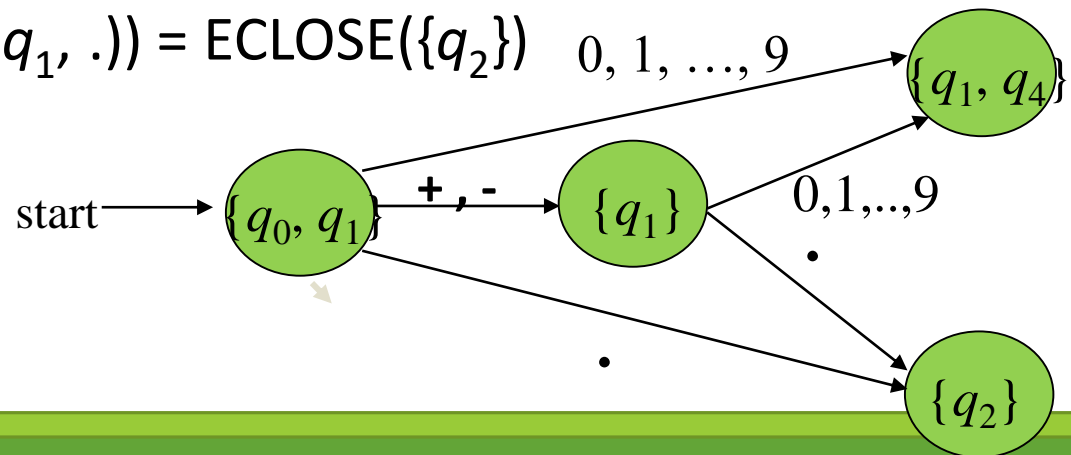 q₁, .)) = ECLOSE({q₂})
0, 1, …, 9
{q₁, q₄}
start
{q₀, q₁}
+ , -
{q₁}
0,1,..,9
.
.
{q₂}